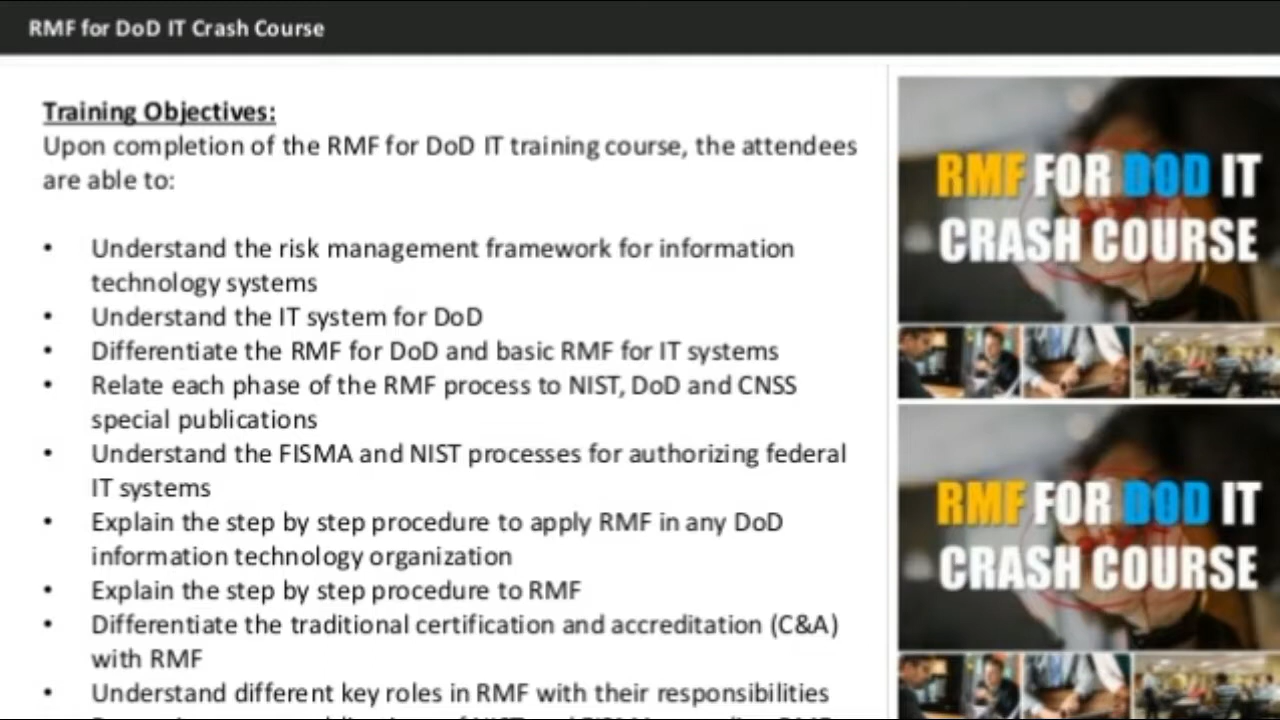 RMF for DoD IT Crash Course
Training Objectives:
Upon completion of the RMF for DoD IT training course, the attendees
are able to:
• Understand the risk management framework for information
technology systems
• Understand the IT system for DoD
• Differentiate the RMF for DoD and basic RMF for IT systems
• Relate each phase of the RMF process to NIST, DoD and CNSS
special publications
• Understand the FISMA and NIST processes for authorizing federal
IT systems
• Explain the step by step procedure to apply RMF in any DoD
information technology organization
• Explain the step by step procedure to RMF
• Differentiate the traditional certification and accreditation (C&A)
with RMF
• Understand different key roles in RMF with their responsibilities
RMF FOR DOD IT
CRASH COURSE
RMF FOR DOD IT
CRASH COURSE